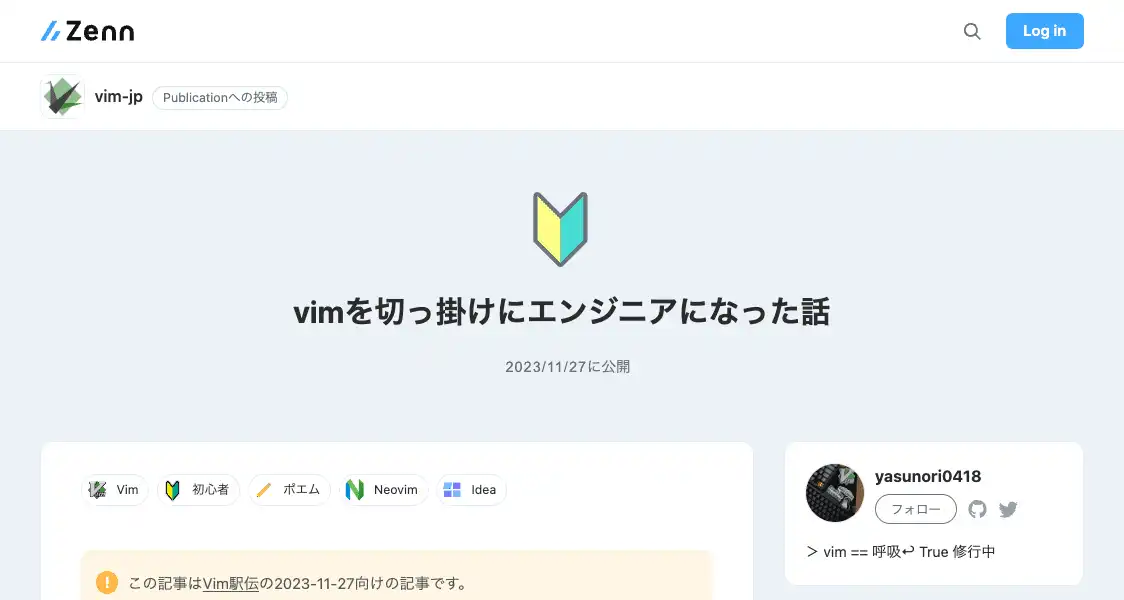 Zenn
Log in
vim-jp Publicationへの投稿
vimを切っ掛けにエンジニアになった話
2023/11/27に公開
Vim 初心者 ポエム Neovim Idea
yasunori0418
フォロー
> vim == 呼吸↩ True 修行中
この記事はVim駅伝の2023-11-27向けの記事です。